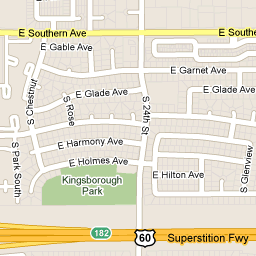 E Southern Ave
E Southe
E Gable Ave
E Garnet Ave
S Chestnut
E Glade Ave
E Glade Ave
S Rose
S 24th St
E Harmony Ave
E Holmes Ave
S Park South
Kingsborough
Park
E Hilton Ave
S Glenview
182
60
Superstition Fwy